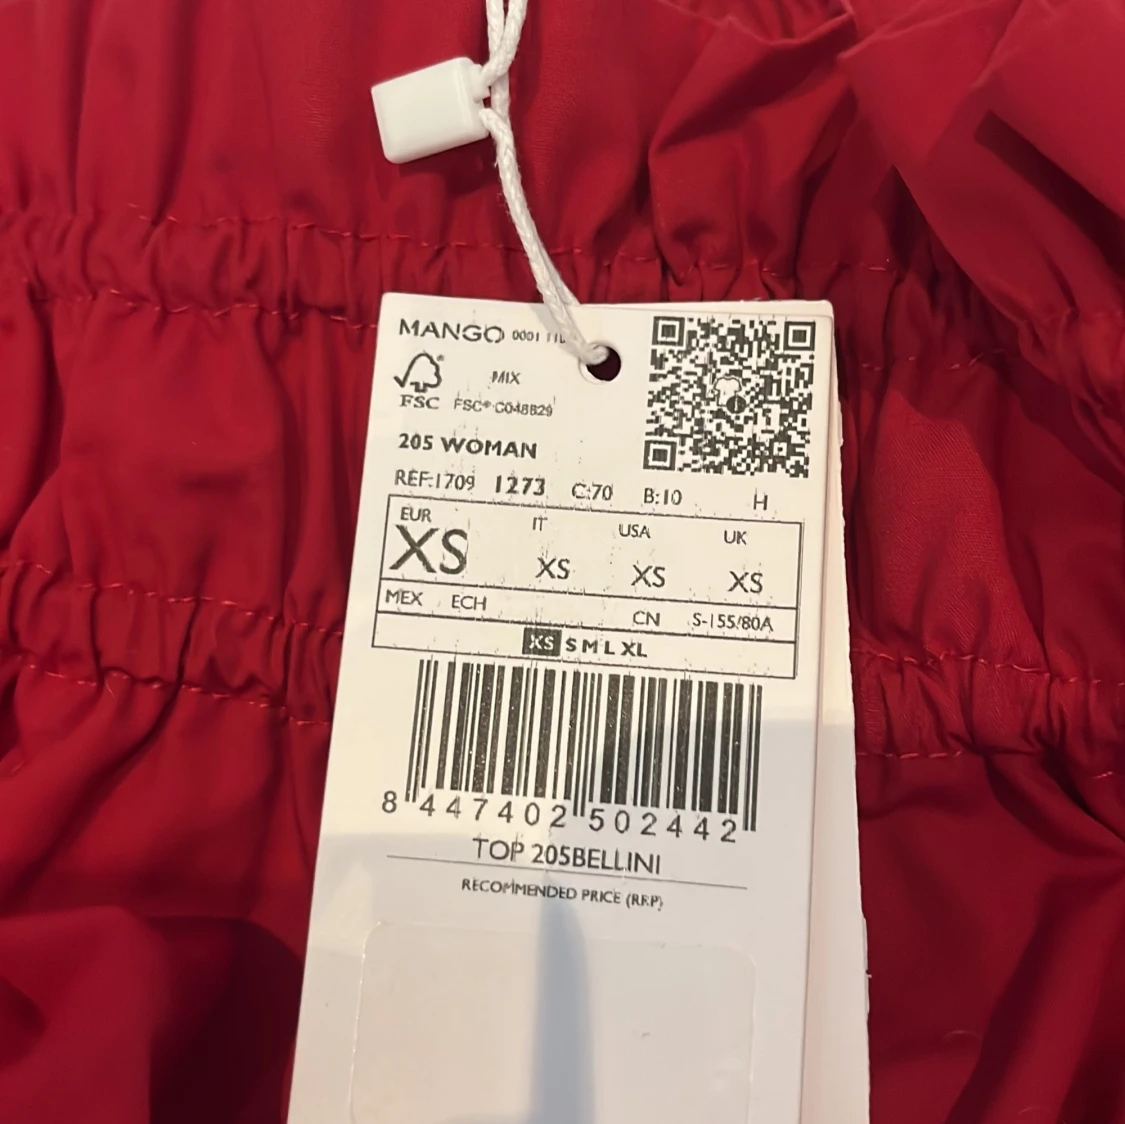 MANGO 0001
MIX
FSC FSC® C048829
205 WOMAN
REF:1709 1273 C:70 B:10 H
EUR IT USA UK
XS XS XS XS
MEX ECH CN S-155/80A
XS S M L XL
8 447402 502442
TOP 205BELLINI
RECOMMENDED PRICE (RRP)